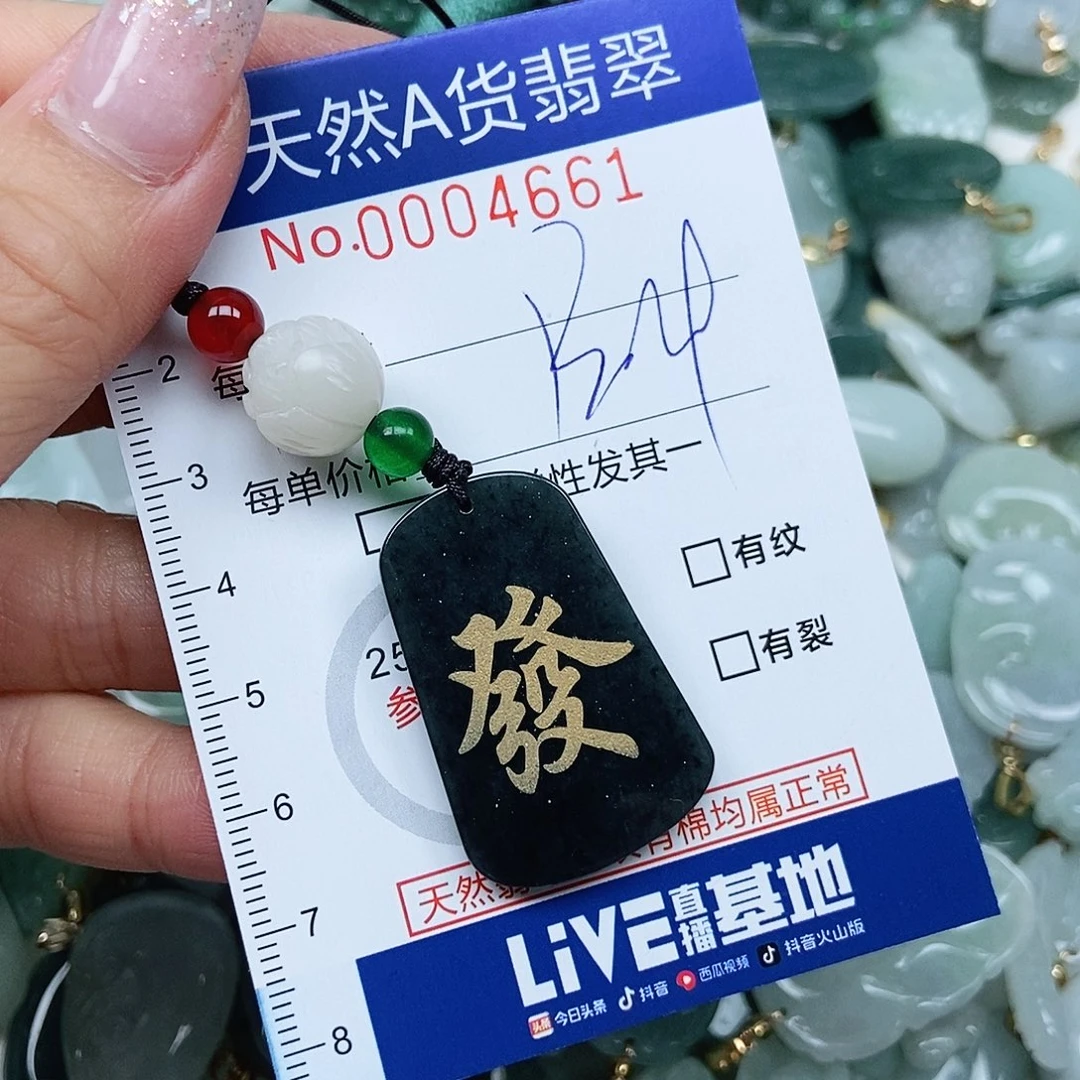 天然A货翡翠
No.0004661
2
每
3
每单价
性发其一
4
有纹
25
有裂
参
5
發
6
天然翡
有棉均属正常
7
LiVE直播基地
今日头条 抖音 西瓜视频 抖音火山版
8